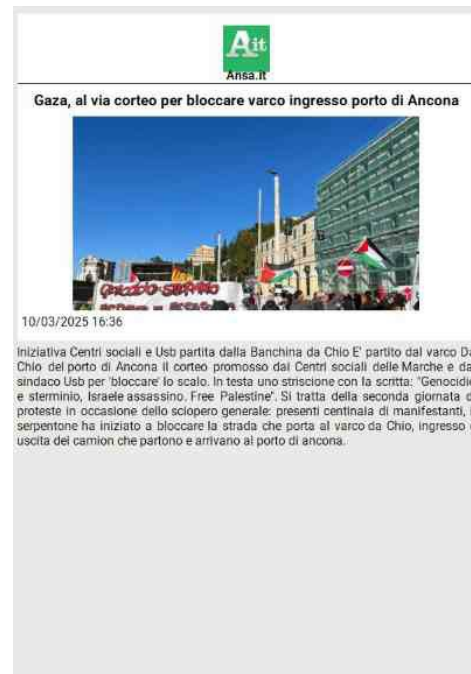 Ait
Ansa.it
Gaza, al via corteo per bloccare varco ingresso porto di Ancona
GENOCIDIO STERMINIO
10/03/2025 16:36
Iniziativa Centri sociali e Usb partita dalla Banchina da Chio E' partito dal varco Da
Chio del porto di Ancona il corteo promosso dai Centri sociali delle Marche e da
sindaco Usb per 'bloccare' lo scalo. In testa uno striscione con la scritta: "Genocidio
e sterminio, Israele assassino. Free Palestine". Si tratta della seconda giornata d
proteste in occasione dello sciopero generale: presenti centinaia di manifestanti,
serpentone ha iniziato a bloccare la strada che porta al varco da Chio, ingresso
uscita dei camion che partono e arrivano al porto di ancona.